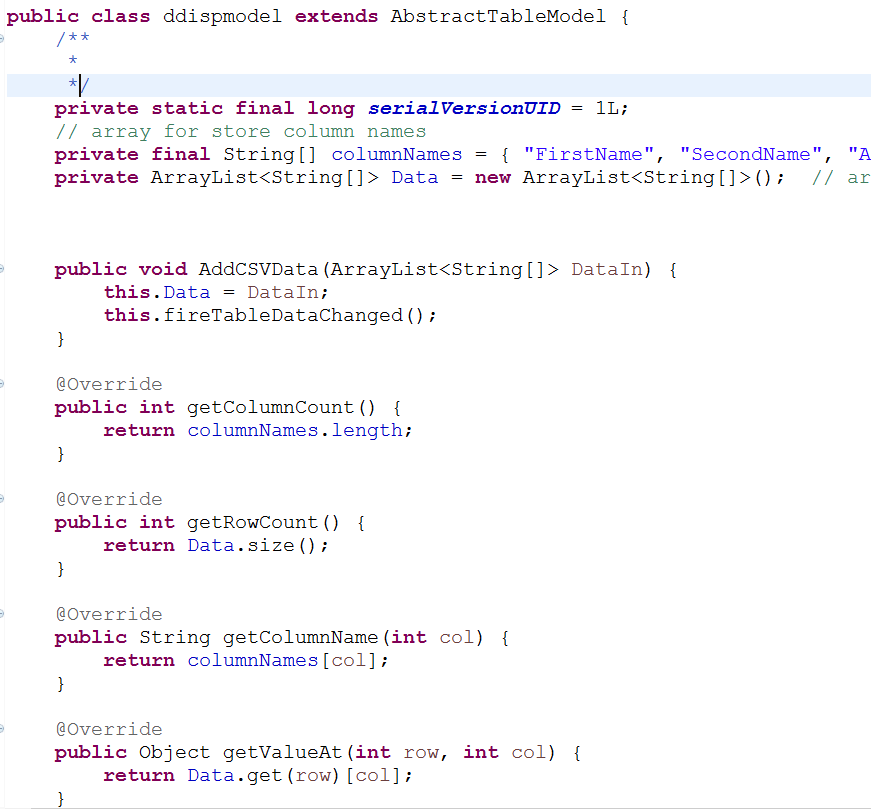 public class ddispmodel extends AbstractTableModel {
/**
*
*/
private static final long serialVersionUID = 1L;
// array for store column names
private final String[] columnNames = { "FirstName", "SecondName", "A
private ArrayList<String[]> Data = new ArrayList<String[]>(); // ar
public void AddCSVData(ArrayList<String[]> DataIn) {
this.Data = DataIn;
this.fireTableDataChanged();
}
@Override
public int getColumnCount() {
return columnNames.length;
}
@Override
public int getRowCount() {
return Data.size();
}
@Override
public String getColumnName(int col) {
return columnNames[col];
}
@Override
public Object getValueAt(int row, int col) {
return Data.get(row)[col];
}